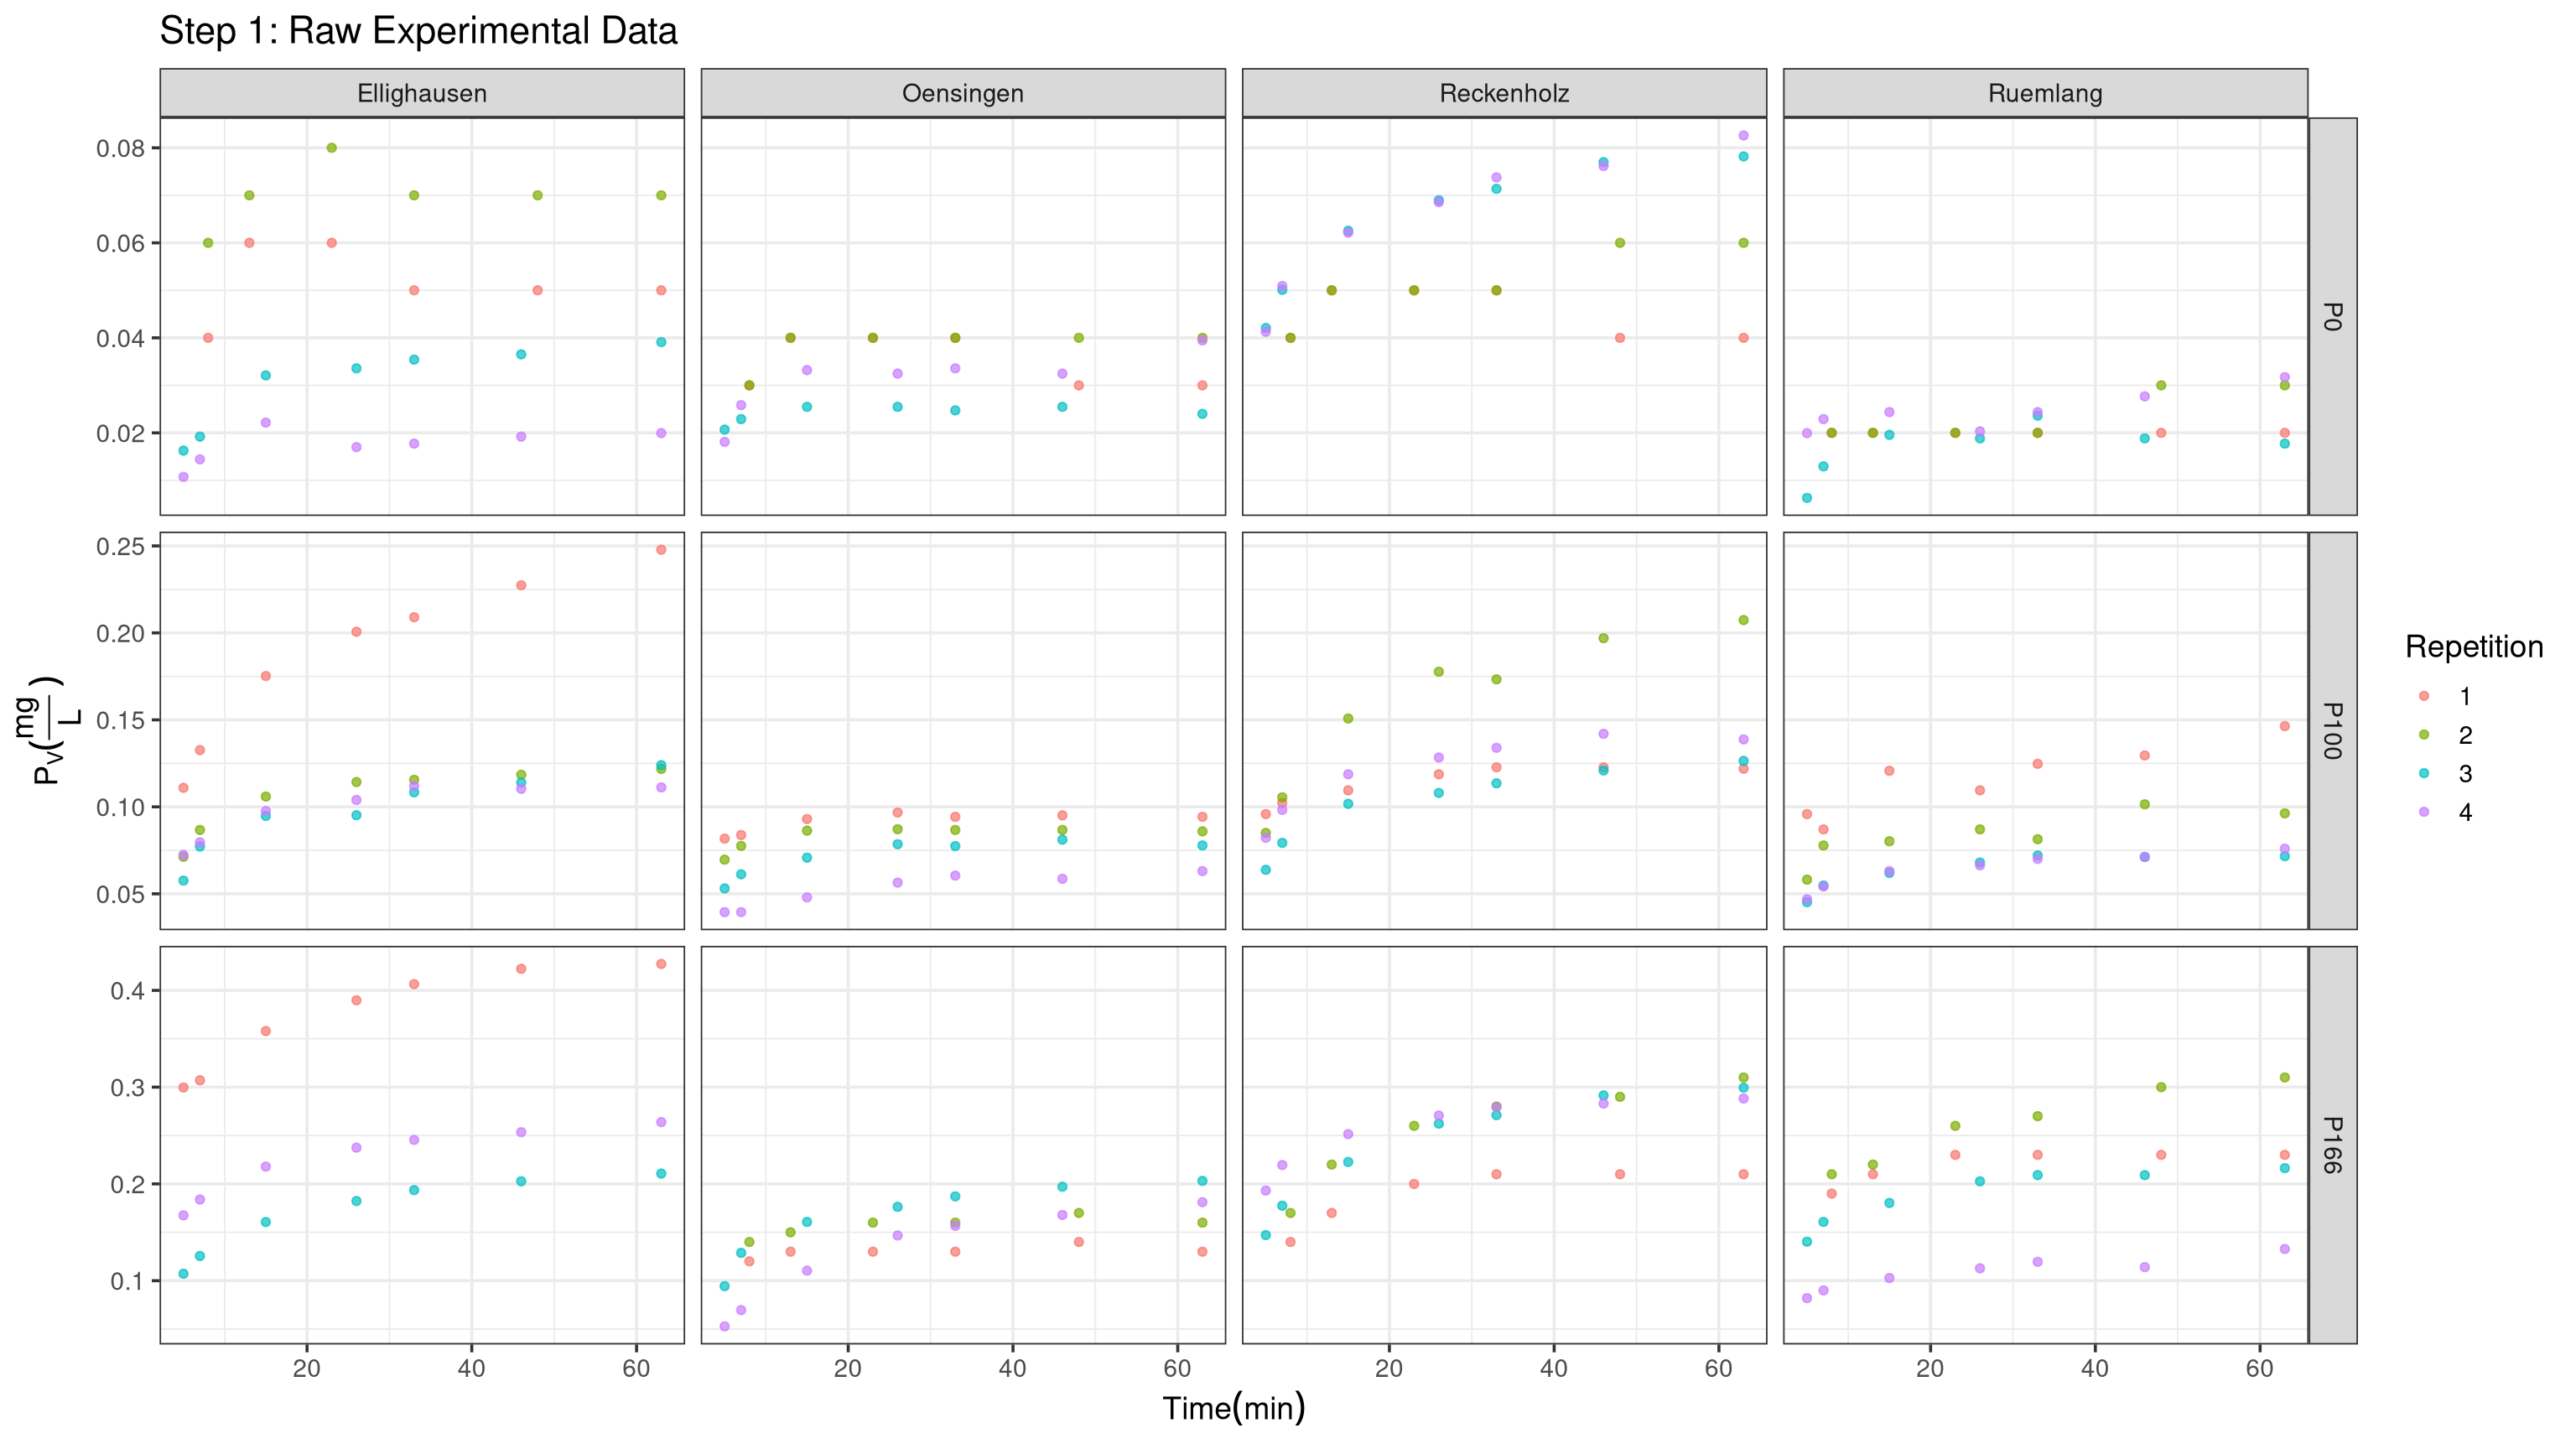 Step 1: Raw Experimental Data
Ellighausen Oensingen Reckenholz Ruemlang
0.08
0.06
0.04
0.02
P0
0.25
0.20
0.15
0.10
0.05
P100
0.4
0.3
0.2
0.1
P166
20 40 60 20 40 60 20 40 60 20 40 60
Time(min)
PV(mg/L)
Repetition
1
2
3
4